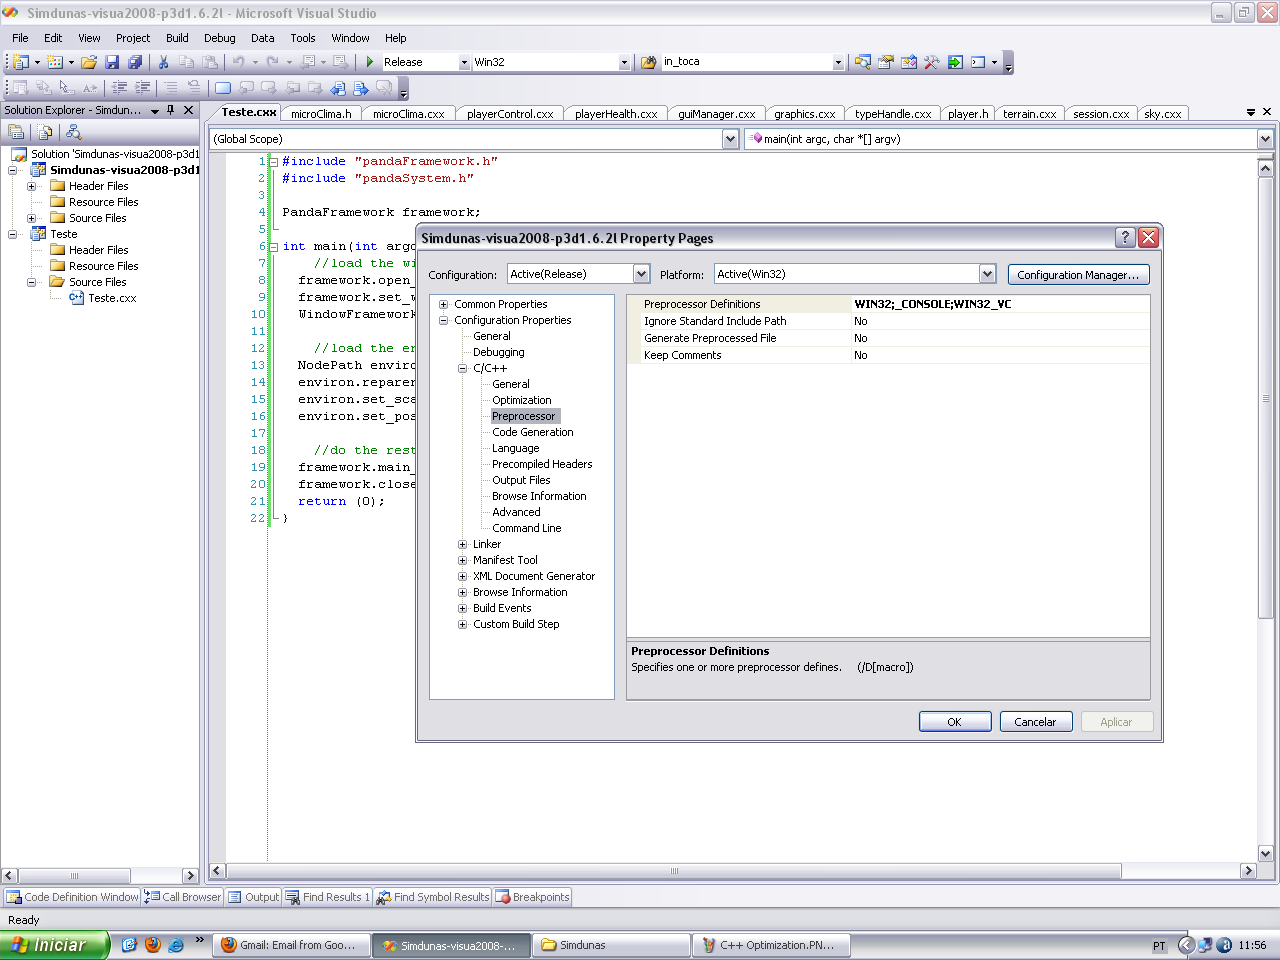 Simdunas-visua2008-p3d1.6.2l - Microsoft Visual Studio
File Edit View Project Build Debug Data Tools Window Help
Release Win32 in_toca
Solution Explorer - Simdun...
Teste.cxx microClima.h microClima.cxx playerControl.cxx playerHealth.cxx guiManager.cxx graphics.cxx typeHandle.cxx player.h terrain.cxx session.cxx sky.cxx
(Global Scope) main(int argc, char *[] argv)
Solution 'Simdunas-visua2008-p3d1
Simdunas-visua2008-p3d1
Header Files
Resource Files
Source Files
Teste
Header Files
Resource Files
Source Files
Teste.cxx
1 #include "pandaFramework.h"
2 #include "pandaSystem.h"
3
4 PandaFramework framework;
5
6 int main(int argc
7 //load the wi
8 framework.open_
9 framework.set_w
10 WindowFramework
11
12 //load the en
13 NodePath enviro
14 environ.reparen
15 environ.set_sca
16 environ.set_pos
17
18 //do the rest
19 framework.main_
20 framework.close
21 return (0);
22 }
Simdunas-visua2008-p3d1.6.2l Property Pages
Configuration: Active(Release) Platform: Active(Win32) Configuration Manager...
Common Properties
Configuration Properties
General
Debugging
C/C++
General
Optimization
Preprocessor
Code Generation
Language
Precompiled Headers
Output Files
Browse Information
Advanced
Command Line
Linker
Manifest Tool
XML Document Generator
Browse Information
Build Events
Custom Build Step
Preprocessor Definitions WIN32;_CONSOLE;WIN32_VC
Ignore Standard Include Path No
Generate Preprocessed File No
Keep Comments No
Preprocessor Definitions
Specifies one or more preprocessor defines. (/D[macro])
OK Cancelar Aplicar
Code Definition Window Call Browser Output Find Results 1 Find Symbol Results Breakpoints
Ready
Iniciar Gmail: Email from Goo... Simdunas-visua2008-... Simdunas C++ Optimization.PN... PT 11:56